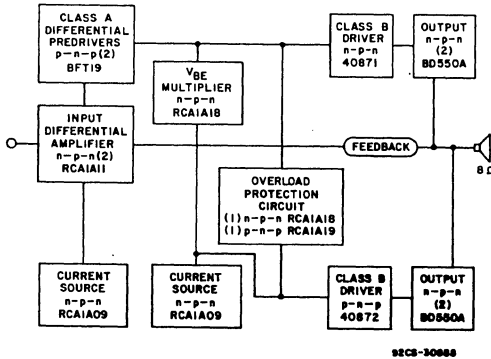 CLASS A
DIFFERENTIAL
PREDRIVERS
p-n-p(2)
BFT19
CLASS B
DRIVER
n-p-n
40871
OUTPUT
n-p-n
(2)
BD550A
VBE
MULTIPLIER
n-p-n
RCA1A18
INPUT
DIFFERENTIAL
AMPLIFIER
n-p-n(2)
RCA1A11
FEEDBACK
8Ω
OVERLOAD
PROTECTION
CIRCUIT
(1)n-p-n RCA1A18
(1)p-n-p RCA1A19
CURRENT
SOURCE
n-p-n
RCA1A09
CURRENT
SOURCE
n-p-n
RCA1A09
CLASS B
DRIVER
p-n-p
40872
OUTPUT
n-p-n
(2)
BD550A